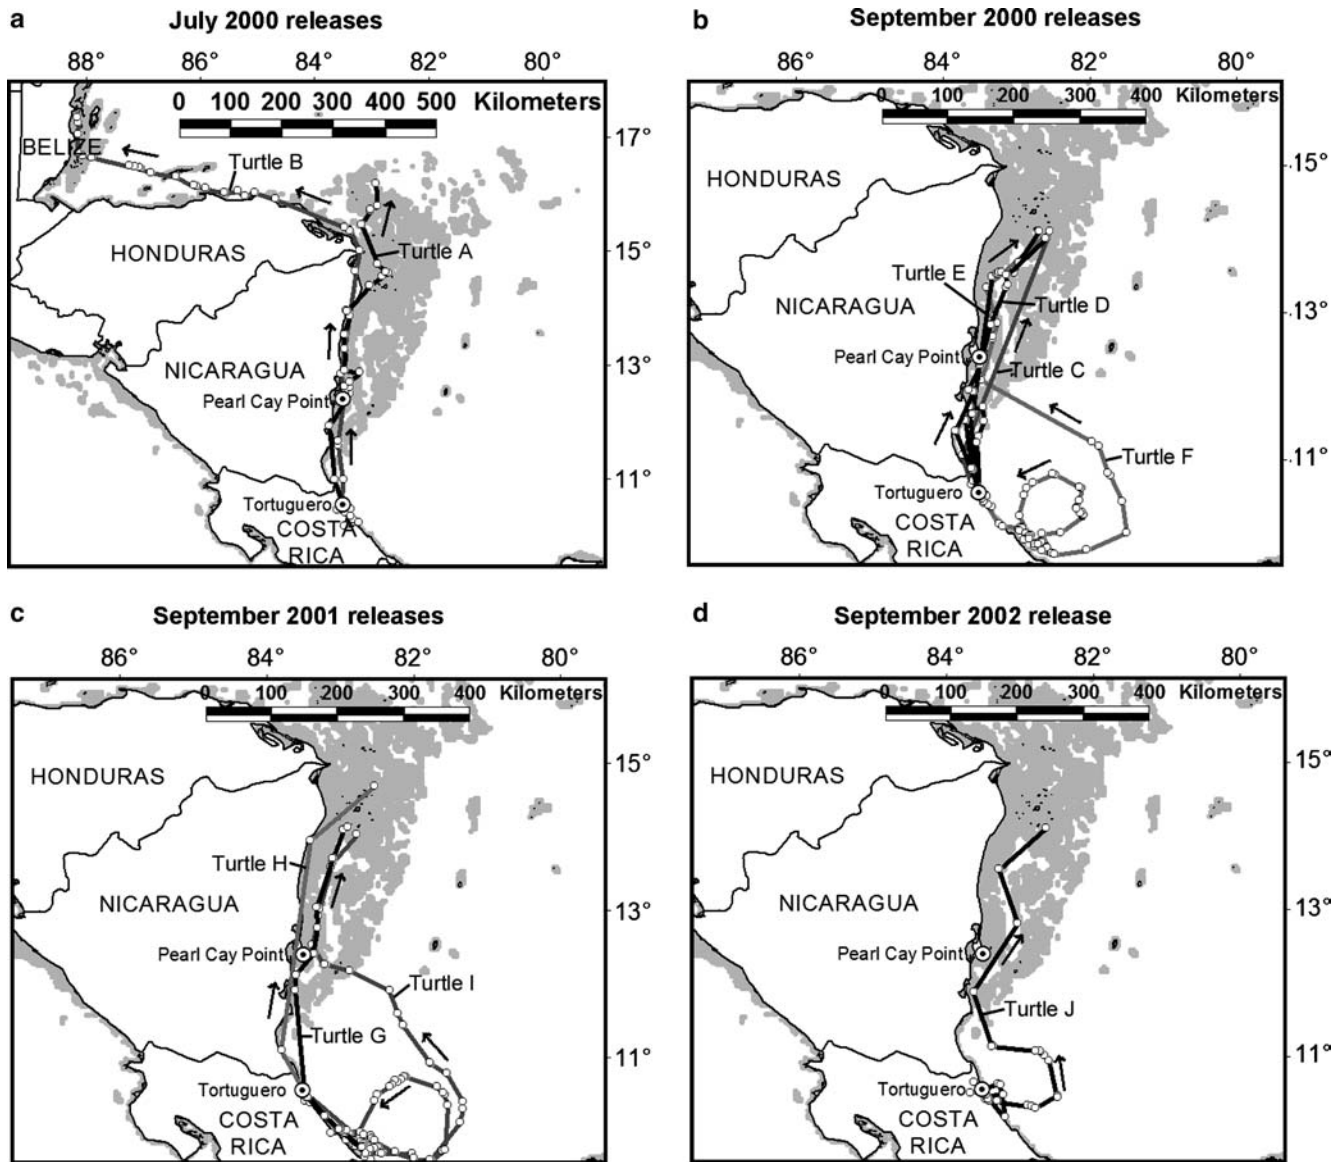 a July 2000 releases
88° 86° 84° 82° 80°
0 100 200 300 400 500 Kilometers
17°
BELIZE
Turtle B
HONDURAS
Turtle A
15°
13°
NICARAGUA
Pearl Cay Point
11°
Tortuguero
COSTA
RICA
b September 2000 releases
86° 84° 82° 80°
0 100 200 300 400 Kilometers
15°
HONDURAS
Turtle E
NICARAGUA
Turtle D
13°
Pearl Cay Point
Turtle C
Turtle F
11°
Tortuguero
COSTA
RICA
c September 2001 releases
86° 84° 82° 80°
0 100 200 300 400 Kilometers
15°
HONDURAS
Turtle H
NICARAGUA
13°
Pearl Cay Point
Turtle I
Turtle G
11°
Tortuguero
COSTA
RICA
d September 2002 release
86° 84° 82° 80°
0 100 200 300 400 Kilometers
15°
HONDURAS
NICARAGUA
13°
Pearl Cay Point
Turtle J
11°
Tortuguero
COSTA
RICA